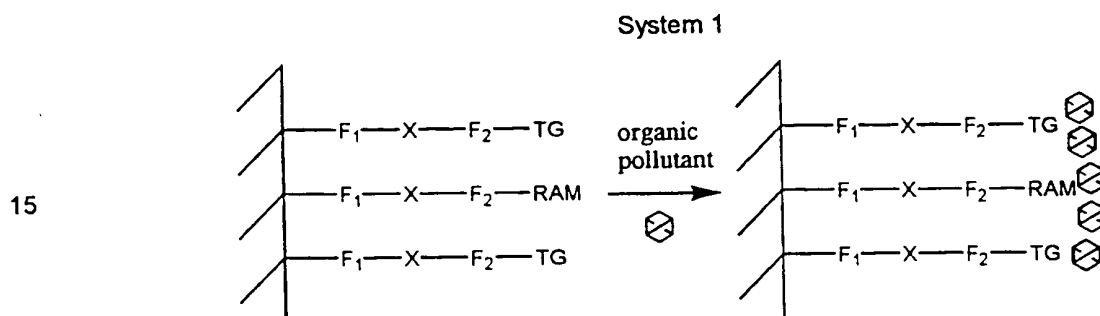 System 1
F₁—X—F₂—TG
F₁—X—F₂—RAM
F₁—X—F₂—TG
organic
pollutant
F₁—X—F₂—TG
F₁—X—F₂—RAM
F₁—X—F₂—TG
15